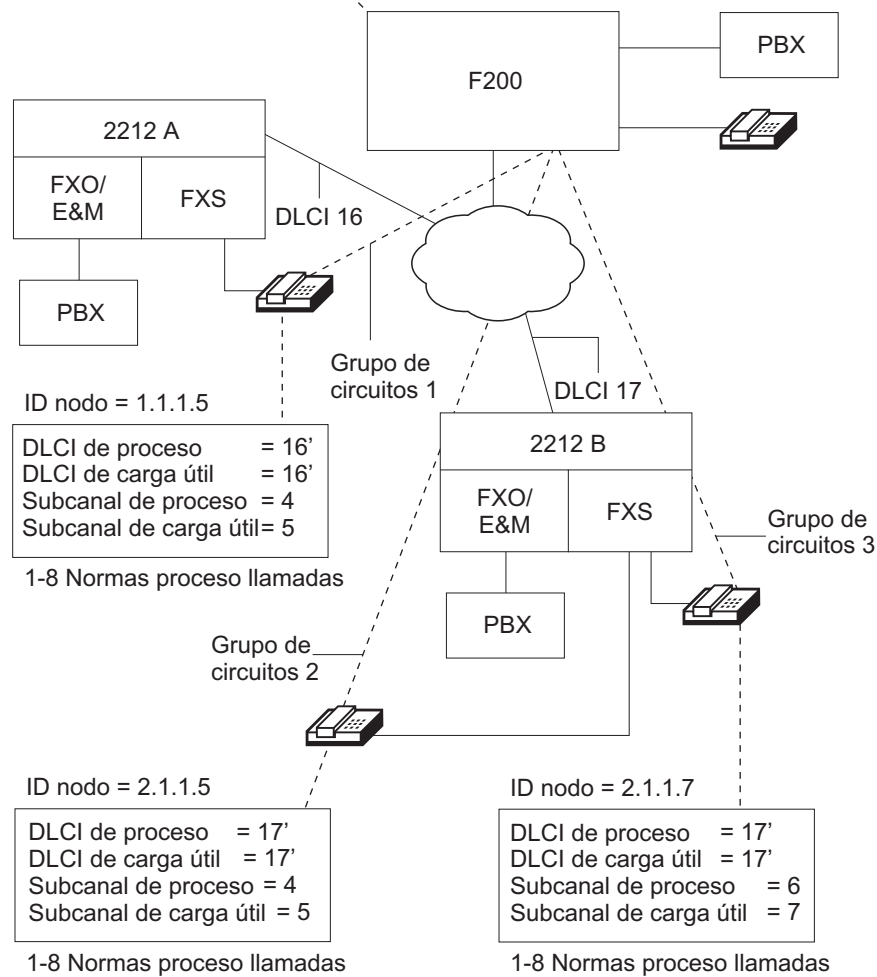 F200
PBX
2212 A
FXO/
E&M
FXS
DLCI 16
PBX
Grupo de
circuitos 1
DLCI 17
ID nodo = 1.1.1.5
DLCI de proceso = 16’
DLCI de carga útil = 16’
Subcanal de proceso = 4
Subcanal de carga útil= 5
1-8 Normas proceso llamadas
2212 B
FXO/
E&M
FXS
PBX
Grupo de
circuitos 3
Grupo de
circuitos 2
ID nodo = 2.1.1.5
DLCI de proceso = 17’
DLCI de carga útil = 17’
Subcanal de proceso = 4
Subcanal de carga útil = 5
1-8 Normas proceso llamadas
ID nodo = 2.1.1.7
DLCI de proceso = 17’
DLCI de carga útil = 17’
Subcanal de proceso = 6
Subcanal de carga útil = 7
1-8 Normas proceso llamadas